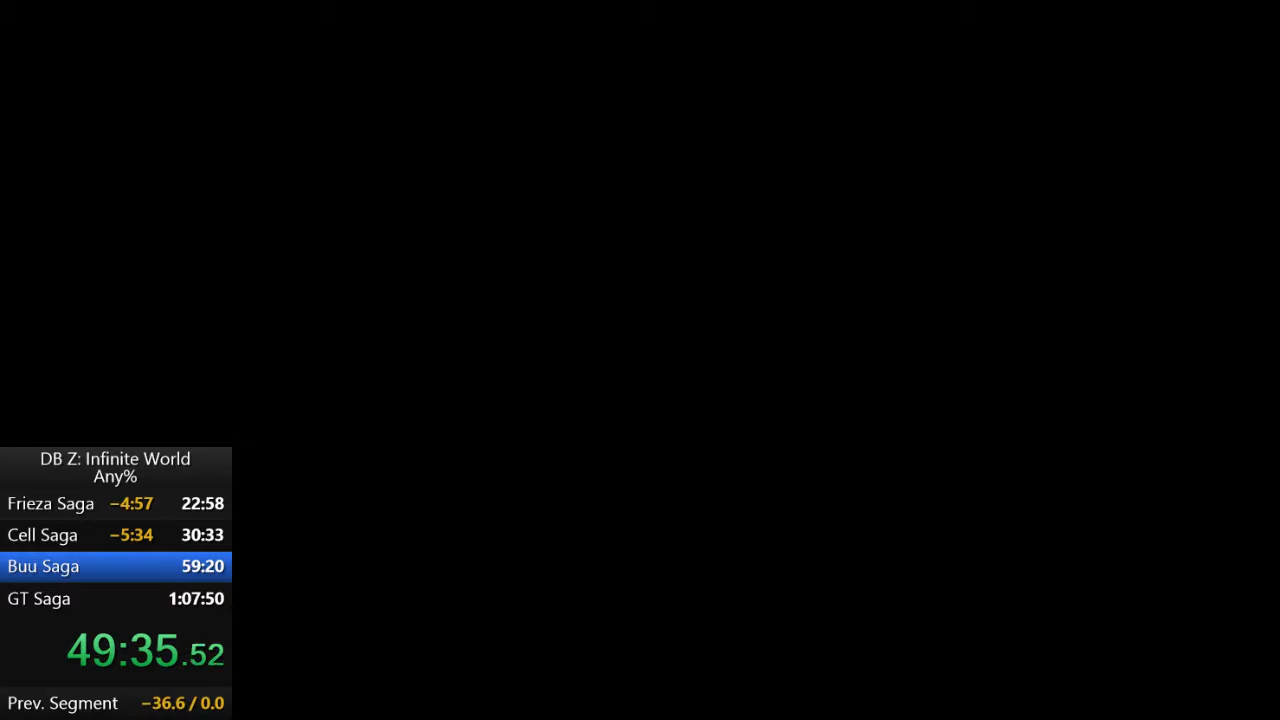 DB Z: Infinite World
Any%
Frieza Saga −4:57 22:58
Cell Saga −5:34 30:33
Buu Saga 59:20
GT Saga 1:07:50
49:35.52
Prev. Segment −36.6 / 0.0